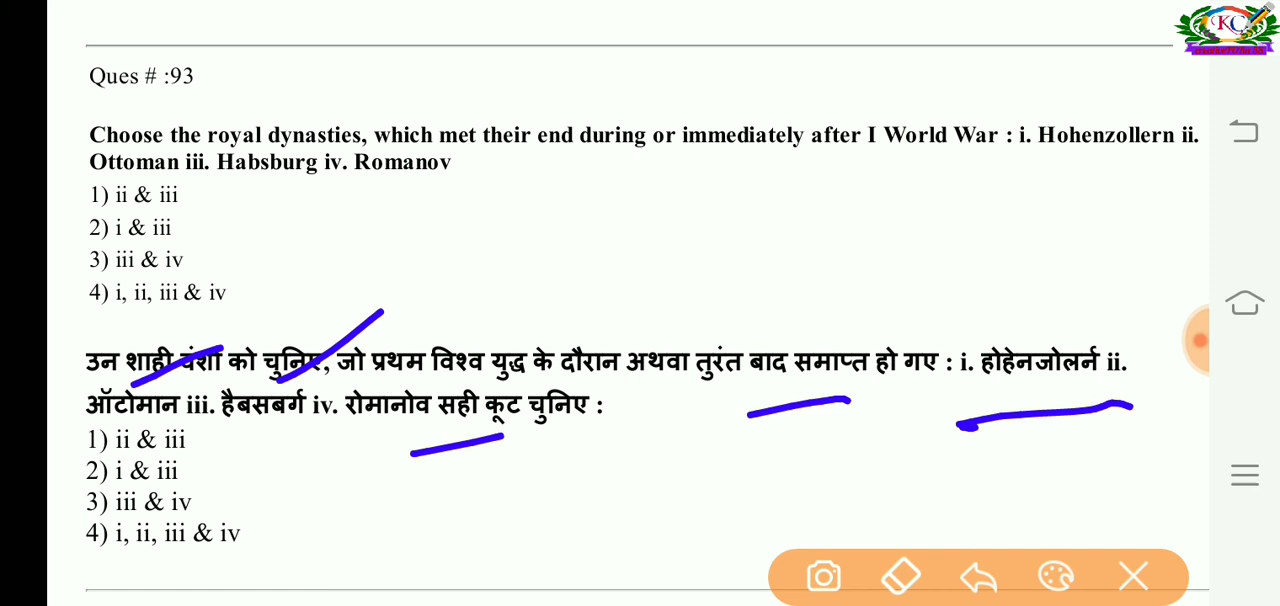 KC
Ques # :93
Choose the royal dynasties, which met their end during or immediately after I World War : i. Hohenzollern ii.
Ottoman iii. Habsburg iv. Romanov
1) ii & iii
2) i & iii
3) iii & iv
4) i, ii, iii & iv
उन शाही वंशों को चुनिए, जो प्रथम विश्व युद्ध के दौरान अथवा तुरंत बाद समाप्त हो गए : i. होहेनजोलर्न ii.
ऑटोमान iii. हैबसबर्ग iv. रोमानोव सही कूट चुनिए :
1) ii & iii
2) i & iii
3) iii & iv
4) i, ii, iii & iv